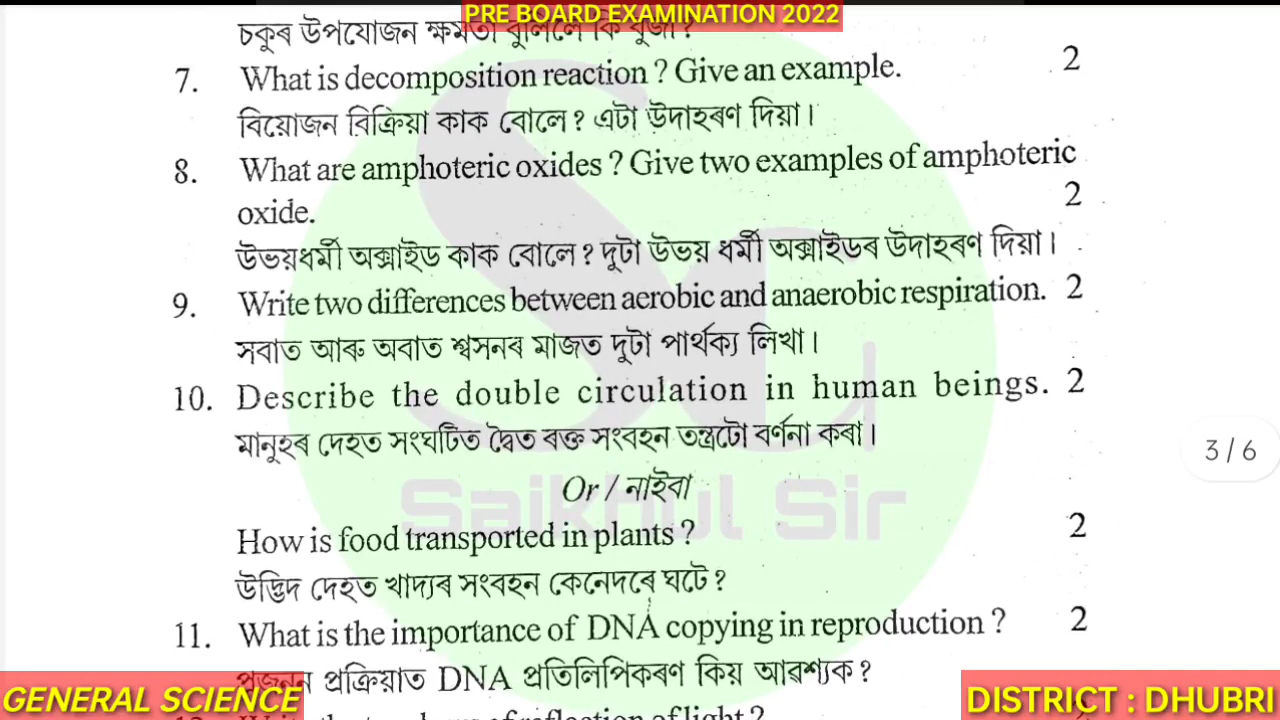 PRE BOARD EXAMINATION 2022
চকুৰ উপযোজন ক্ষমতা বুলিলে কি বুজা?
7. What is decomposition reaction ? Give an example. 2
বিয়োজন বিক্ৰিয়া কাক বোলে? এটা উদাহৰণ দিয়া।
8. What are amphoteric oxides ? Give two examples of amphoteric
oxide. 2
উভয়ধৰ্মী অক্সাইড কাক বোলে? দুটা উভয় ধৰ্মী অক্সাইডৰ উদাহৰণ দিয়া।
9. Write two differences between aerobic and anaerobic respiration. 2
সবাত আৰু অবাত শ্বসনৰ মাজত দুটা পাৰ্থক্য লিখা।
10. Describe the double circulation in human beings. 2
মানুহৰ দেহত সংঘটিত দ্বৈত ৰক্ত সংবহন তন্ত্ৰটো বৰ্ণনা কৰা।
3 / 6
Or / নাইবা
Saikhul Sir
How is food transported in plants ? 2
উদ্ভিদ দেহত খাদ্যৰ সংবহন কেনেদৰে ঘটে?
11. What is the importance of DNA copying in reproduction ? 2
প্ৰজনন প্ৰক্ৰিয়াত DNA প্ৰতিলিপিকৰণ কিয় আৱশ্যক?
GENERAL SCIENCE
DISTRICT : DHUBRI
of reflection of light ?